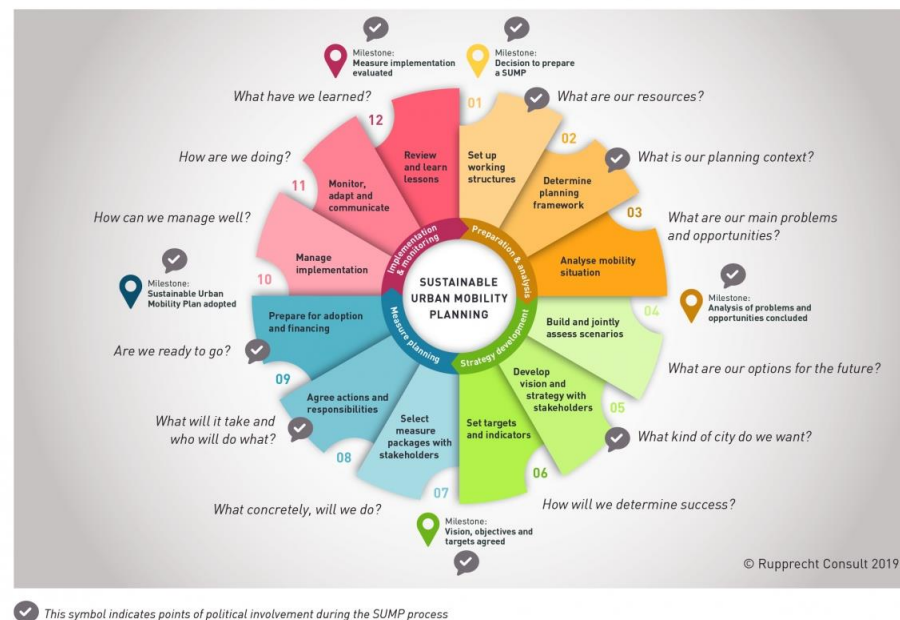 Milestone:
Measure implementation
evaluated
Milestone:
Decision to prepare
a SUMP
What have we learned?
What are our resources?
How are we doing?
What is our planning context?
How can we manage well?
What are our main problems
and opportunities?
Milestone:
Sustainable Urban
Mobility Plan adopted
Milestone:
Analysis of problems and
opportunities concluded
Are we ready to go?
What are our options for the future?
What will it take and
who will do what?
What kind of city do we want?
What concretely, will we do?
How will we determine success?
Milestone:
Vision, objectives and
targets agreed
01
Set up
working
structures
02
Determine
planning
framework
03
Analyse mobility
situation
04
Build and jointly
assess scenarios
05
Develop
vision and
strategy with
stakeholders
06
Set targets
and indicators
07
Select
measure
packages with
stakeholders
08
Agree actions and
responsibilities
09
Prepare for adoption
and financing
10
Manage
implementation
11
Monitor,
adapt and
communicate
12
Review
and learn
lessons
Preparation & analysis
Strategy development
Measure planning
Implementation
& monitoring
SUSTAINABLE
URBAN MOBILITY
PLANNING
© Rupprecht Consult 2019
This symbol indicates points of political involvement during the SUMP process